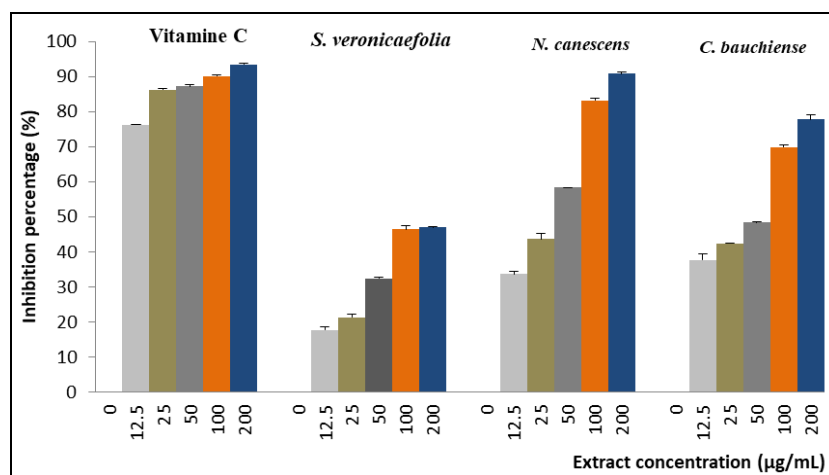 Vitamine C
S. veronicaefolia
N. canescens
C. bauchiense
Inhibition percentage (%)
100
90
80
70
60
50
40
30
20
10
0
0 12.5 25 50 100 200 0 12.5 25 50 100 200 0 12.5 25 50 100 200 0 12.5 25 50 100 200
Extract concentration (µg/mL)